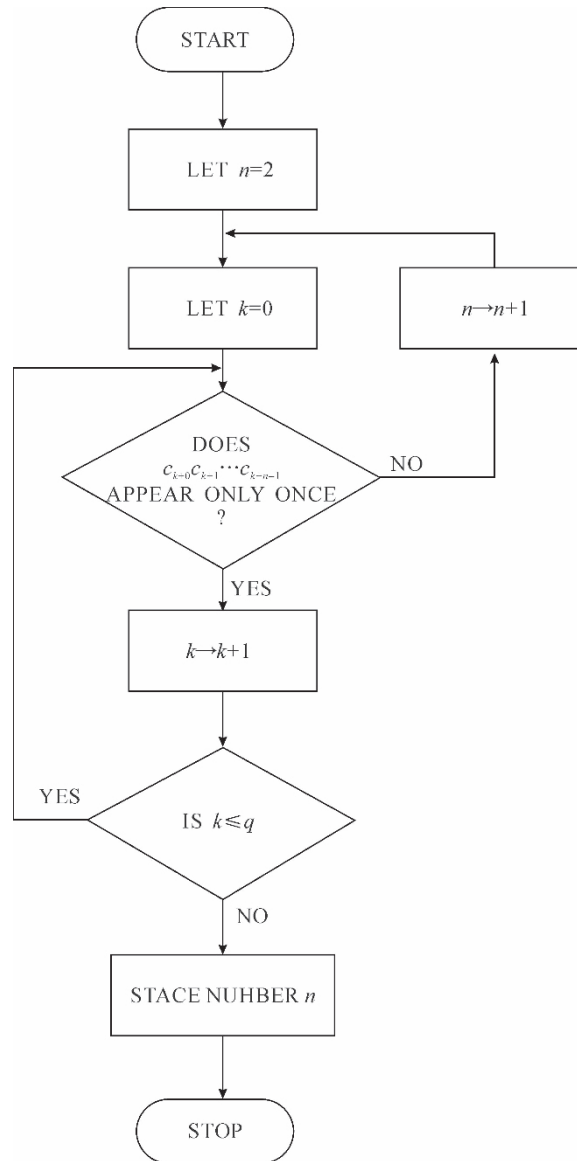 START
LET n=2
LET k=0
n→n+1
DOES
c_{k=0}c_{k=1}⋯c_{k=n=1}
APPEAR ONLY ONCE
?
NO
YES
k→k+1
YES
IS k≤q
NO
STACE NUHBER n
STOP